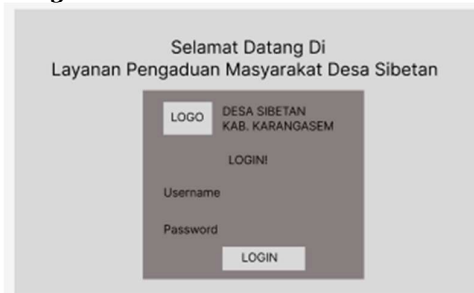 Selamat Datang Di
Layanan Pengaduan Masyarakat Desa Sibetan
LOGO
DESA SIBETAN
KAB. KARANGASEM
LOGIN!
Username
Password
LOGIN